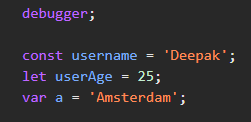 debugger;
const username = 'Deepak';
let userAge = 25;
var a = 'Amsterdam';